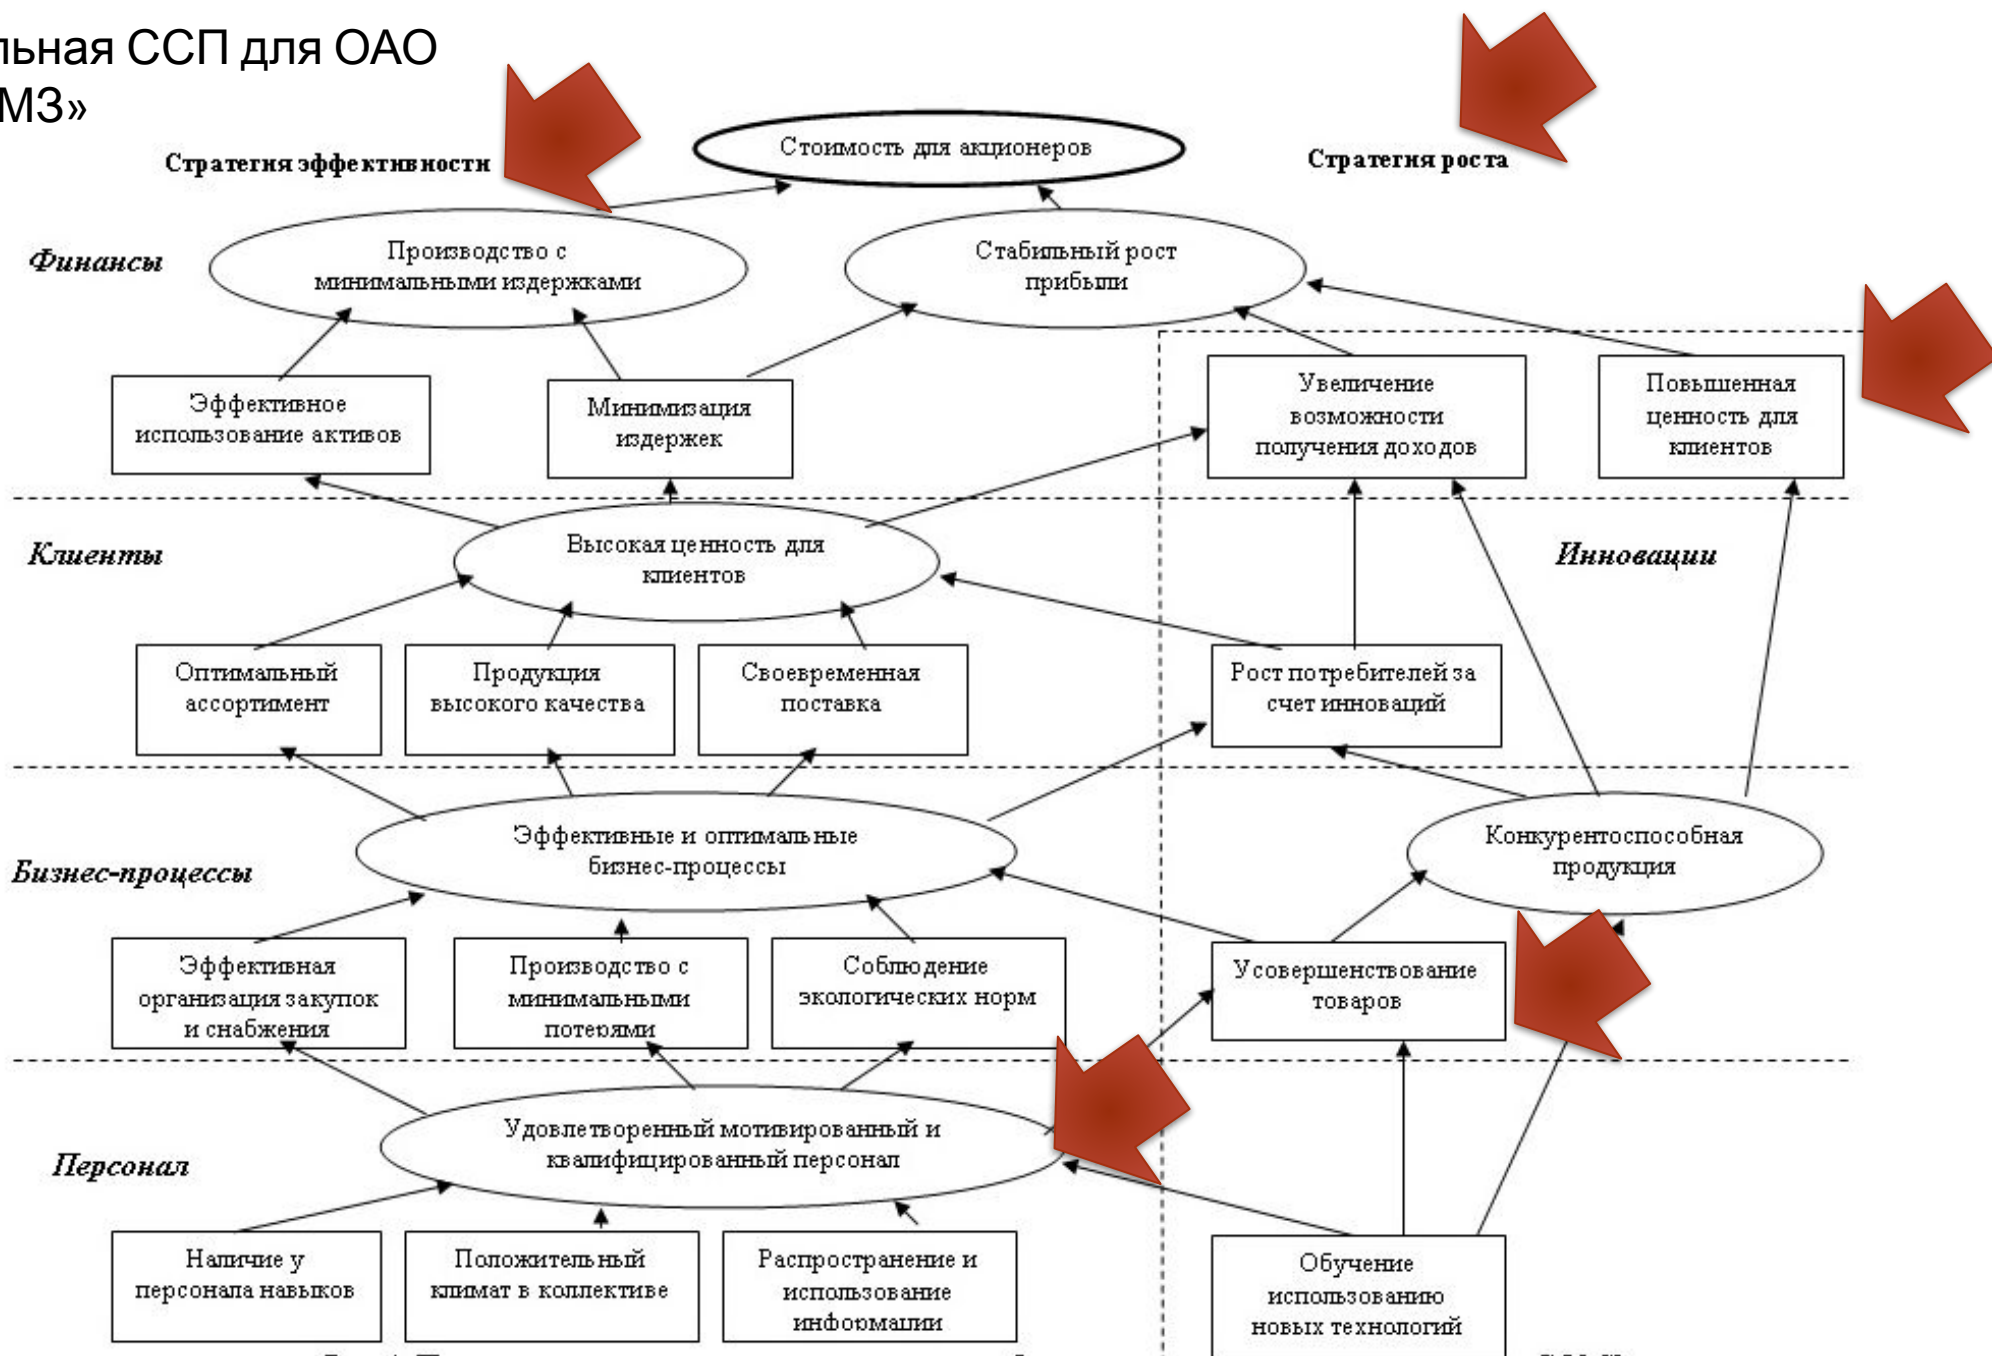 льная ССП для ОАО
МЗ»
Стратегия эффективности
Стоимость для акционеров
Стратегия роста
Финансы
Производство с
минимальными издержками
Стабильный рост
прибыли
Эффективное
использование активов
Минимизация
издержек
Увеличение
возможности
получения доходов
Повышенная
ценность для
клиентов
Клиенты
Высокая ценность для
клиентов
Инновации
Оптимальный
ассортимент
Продукция
высокого качества
Своевременная
поставка
Рост потребителей за
счет инноваций
Бизнес-процессы
Эффективные и оптимальные
бизнес-процессы
Конкурентоспособная
продукция
Эффективная
организация закупок
и снабжения
Производство с
минимальными
потерями
Соблюдение
экологических норм
Усовершенствование
товаров
Персонал
Удовлетворенный мотивированный и
квалифицированный персонал
Наличие у
персонала навыков
Положительный
климат в коллективе
Распространение и
использование
информации
Обучение
использованию
новых технологий